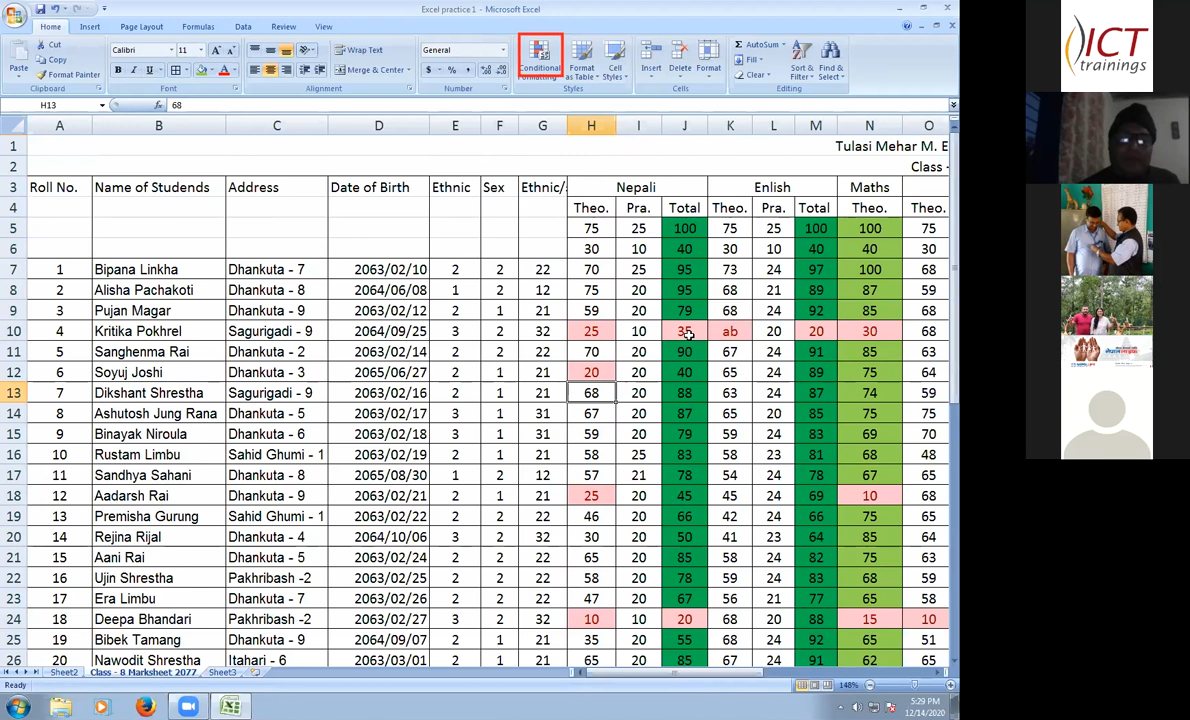 Excel practice 1 - Microsoft Excel
Home Insert Page Layout Formulas Data Review View
Cut Copy Format Painter Paste Clipboard
Calibri 11 B I U Font
Wrap Text Merge & Center Alignment
General $ % , Number
Conditional Formatting Format as Table Cell Styles Styles
Insert Delete Format Cells
AutoSum Fill Clear Sort & Filter Find & Select Editing
H13 fx 68
A B C D E F G H I J K L M N O
1 Tulasi Mehar M. E
2 Class -
3 Roll No. Name of Studends Address Date of Birth Ethnic Sex Ethnic/ Nepali Enlish Maths
4 Theo. Pra. Total Theo. Pra. Total Theo. Theo.
5 75 25 100 75 25 100 100 75
6 30 10 40 30 10 40 40 30
7 1 Bipana Linkha Dhankuta - 7 2063/02/10 2 2 22 70 25 95 73 24 97 100 68
8 2 Alisha Pachakoti Dhankuta - 8 2064/06/08 1 2 12 75 20 95 68 21 89 87 59
9 3 Pujan Magar Dhankuta - 9 2063/02/12 2 1 21 59 20 79 68 24 92 85 68
10 4 Kritika Pokhrel Sagurigadi - 9 2064/09/25 3 2 32 25 10 35 ab 20 20 30 68
11 5 Sanghenma Rai Dhankuta - 2 2063/02/14 2 2 22 70 20 90 67 24 91 85 63
12 6 Soyuj Joshi Dhankuta - 3 2065/06/27 2 1 21 20 20 40 65 24 89 75 64
13 7 Dikshant Shrestha Sagurigadi - 9 2063/02/16 2 1 21 68 20 88 63 24 87 74 59
14 8 Ashutosh Jung Rana Dhankuta - 5 2063/02/17 3 1 31 67 20 87 65 20 85 75 75
15 9 Binayak Niroula Dhankuta - 6 2063/02/18 3 1 31 59 20 79 59 24 83 69 70
16 10 Rustam Limbu Sahid Ghumi - 1 2063/02/19 2 1 21 58 25 83 58 23 81 68 48
17 11 Sandhya Sahani Dhankuta - 8 2065/08/30 1 2 12 57 21 78 54 24 78 67 65
18 12 Aadarsh Rai Dhankuta - 9 2063/02/21 2 1 21 25 20 45 45 24 69 10 68
19 13 Premisha Gurung Sahid Ghumi - 1 2063/02/22 2 2 22 46 20 66 42 24 66 75 65
20 14 Rejina Rijal Dhankuta - 4 2064/10/06 3 2 32 30 20 50 41 23 64 85 64
21 15 Aani Rai Dhankuta - 5 2063/02/24 2 2 22 65 20 85 58 24 82 75 63
22 16 Ujin Shrestha Pakhribash -2 2063/02/25 2 2 22 58 20 78 59 24 83 68 59
23 17 Era Limbu Dhankuta - 7 2063/02/26 2 2 22 47 20 67 56 21 77 65 58
24 18 Deepa Bhandari Pakhribash -2 2063/02/27 3 2 32 10 10 20 68 20 88 15 10
25 19 Bibek Tamang Dhankuta - 9 2064/09/07 2 1 21 35 20 55 68 24 92 65 51
26 20 Nawodit Shrestha Itahari - 6 2063/03/01 2 1 21 65 20 85 67 24 91 62 65
Sheet2 Class - 8 Marksheet 2077 Sheet3
Ready 148%
5:29 PM
12/14/2020
ICT
trainings